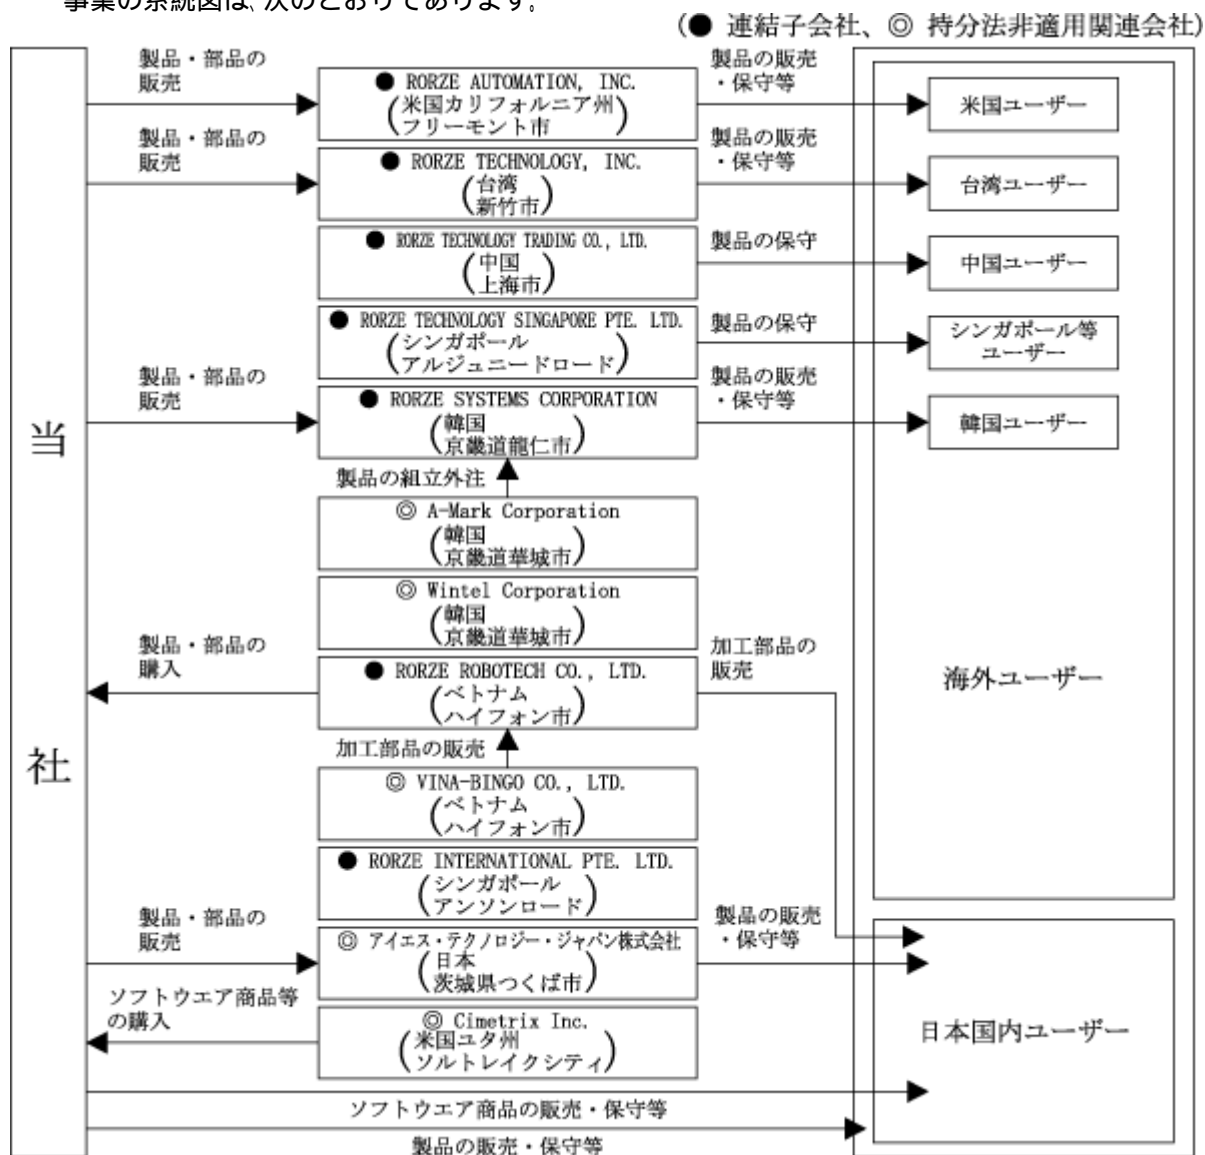 事業の系統図は、次のとおりであります。
(● 連結子会社、◎ 持分法非適用関連会社)
当
社
製品・部品の
販売
● RORZE AUTOMATION, INC.
(米国カリフォルニア州
フリーモント市)
製品の販売
・保守等
米国ユーザー
製品・部品の
販売
● RORZE TECHNOLOGY, INC.
(台湾
新竹市)
製品の販売
・保守等
台湾ユーザー
● RORZE TECHNOLOGY TRADING CO., LTD.
(中国
上海市)
製品の保守
中国ユーザー
● RORZE TECHNOLOGY SINGAPORE PTE. LTD.
(シンガポール
アルジュニードロード)
製品の保守
シンガポール等
ユーザー
製品・部品の
販売
● RORZE SYSTEMS CORPORATION
(韓国
京畿道龍仁市)
製品の販売
・保守等
韓国ユーザー
製品の組立外注
◎ A-Mark Corporation
(韓国
京畿道華城市)
◎ Wintel Corporation
(韓国
京畿道華城市)
製品・部品の
購入
● RORZE ROBOTECH CO., LTD.
(ベトナム
ハイフォン市)
加工部品の
販売
海外ユーザー
加工部品の販売
◎ VINA-BINGO CO., LTD.
(ベトナム
ハイフォン市)
● RORZE INTERNATIONAL PTE. LTD.
(シンガポール
アンソンロード)
製品・部品の
販売
◎ アイエス・テクノロジー・ジャパン株式会社
(日本
茨城県つくば市)
製品の販売
・保守等
ソフトウエア商品等
の購入
◎ Cimetrix Inc.
(米国ユタ州
ソルトレイクシティ)
日本国内ユーザー
ソフトウエア商品の販売・保守等
製品の販売・保守等